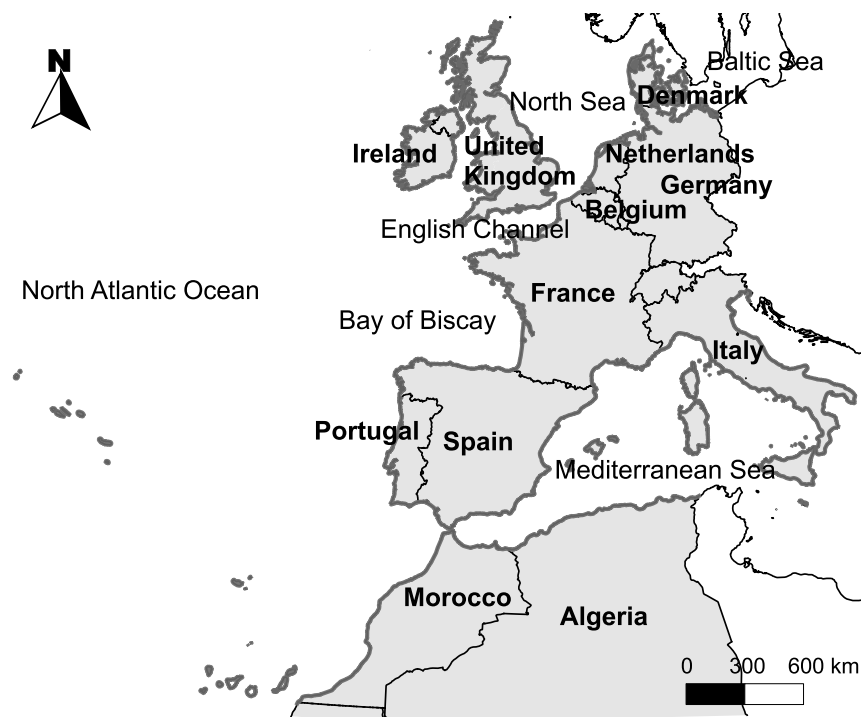 N
Baltic Sea
North Sea
Denmark
Ireland
United
Kingdom
Netherlands
Germany
Belgium
English Channel
North Atlantic Ocean
France
Bay of Biscay
Italy
Portugal
Spain
Mediterranean Sea
Morocco
Algeria
0 300 600 km